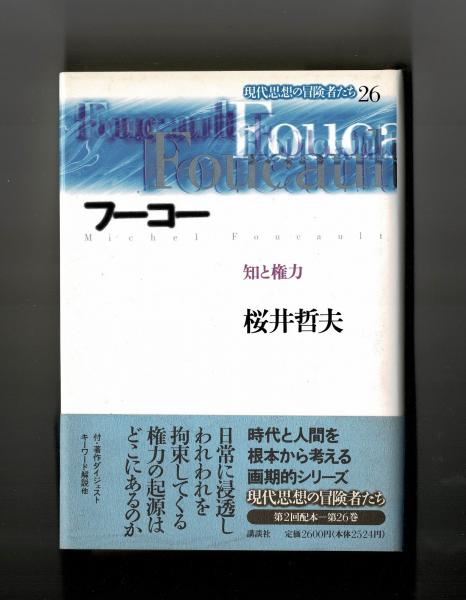 現代思想の冒険者たち 26
Foucault
Foucault
Fouca
Foucault
フーコー
Michel Foucault
知と権力
桜井哲夫
時代と人間を
根本から考える
画期的シリーズ
現代思想の冒険者たち
第2回配本―第26巻
講談社 定価2600円(本体2524円)
日常に浸透し
われわれを
拘束してくる
権力の起源は
どこにあるのか
付・著作ダイジェスト
キーワード解説他